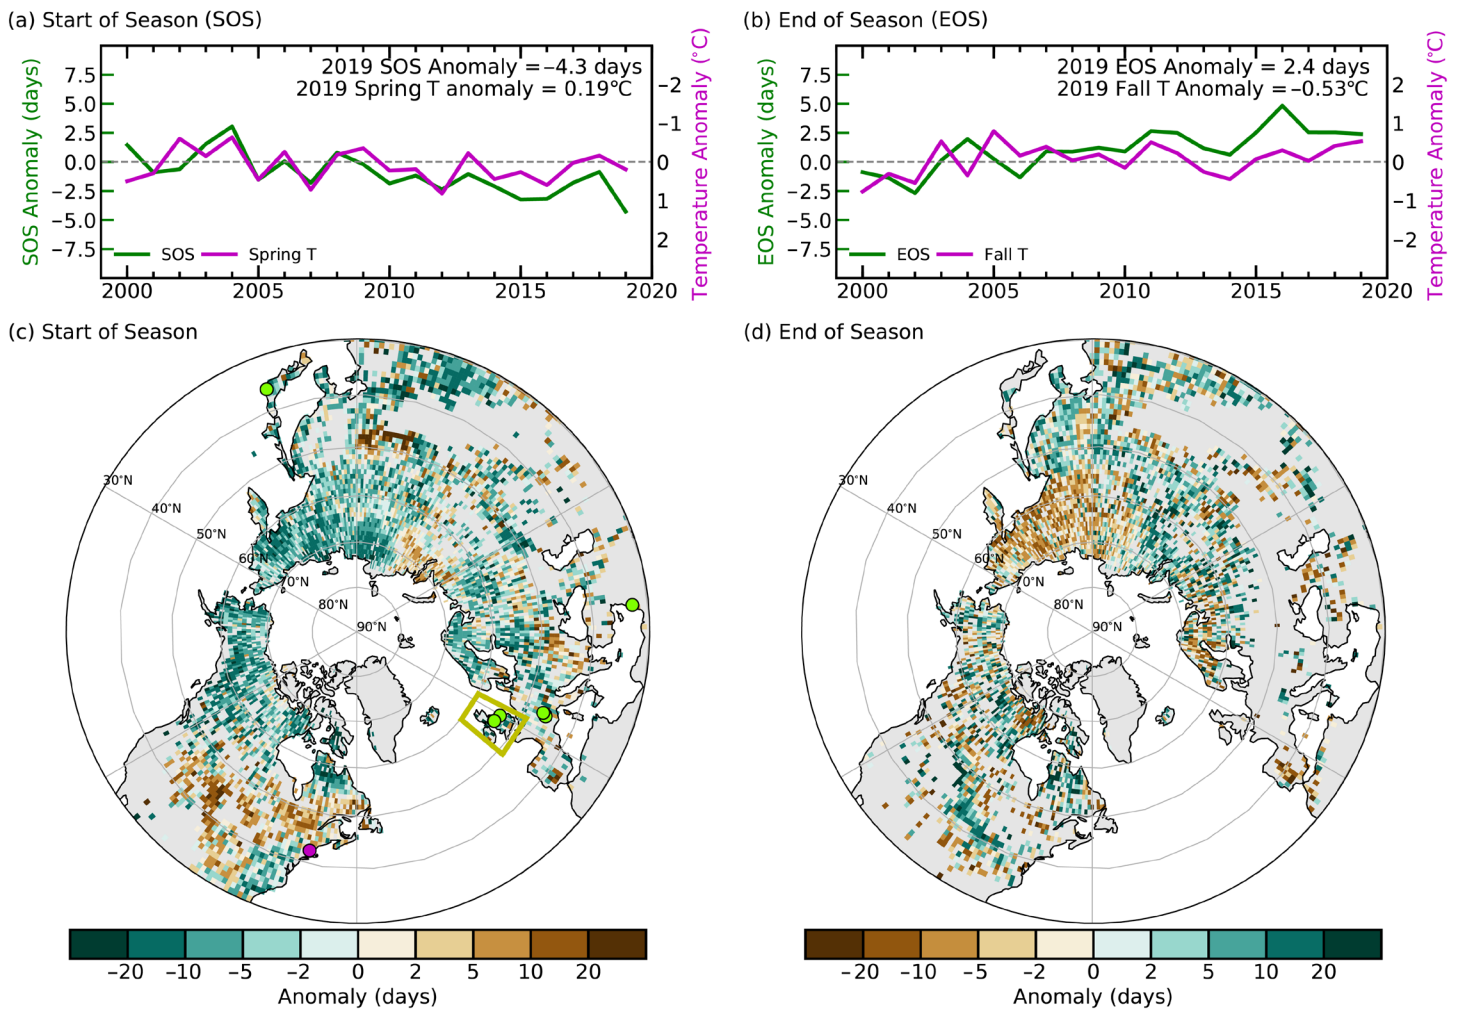 (a) Start of Season (SOS)
2019 SOS Anomaly =–4.3 days
2019 Spring T anomaly = 0.19°C
SOS Anomaly (days)
7.5
5.0
2.5
0.0
−2.5
−5.0
−7.5
SOS
Spring T
2000
2005
2010
2015
2020
−2
-1
0
1
2
Temperature Anomaly (°C)
(b) End of Season (EOS)
2019 EOS Anomaly = 2.4 days
2019 Fall T Anomaly =–0.53°C
EOS Anomaly (days)
7.5
5.0
2.5
0.0
−2.5
−5.0
−7.5
EOS
Fall T
2000
2005
2010
2015
2020
2
1
0
−1
−2
Temperature Anomaly (°C)
(c) Start of Season
30°N
40°N
50°N
60°N
70°N
80°N
90°N
−20
−10
−5
−2
0
2
5
10
20
Anomaly (days)
(d) End of Season
30°N
40°N
50°N
60°N
70°N
80°N
90°N
−20
−10
−5
−2
0
2
5
10
20
Anomaly (days)